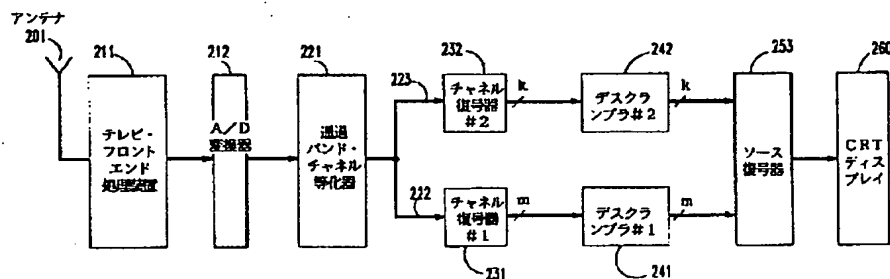 アンテナ
201
211
212
221
232
242
253
260
223
k
k
チャネル
復号器
#2
デスクラ
ンブラ#2
テレビ・
フロント
エンド
処理装置
A/D
変換器
通過
バンド・
チャネル
等化器
ソース
復号器
CRT
ディス
プレイ
222
m
m
チャネル
復号器
#1
デスクラ
ンブラ#1
231
241